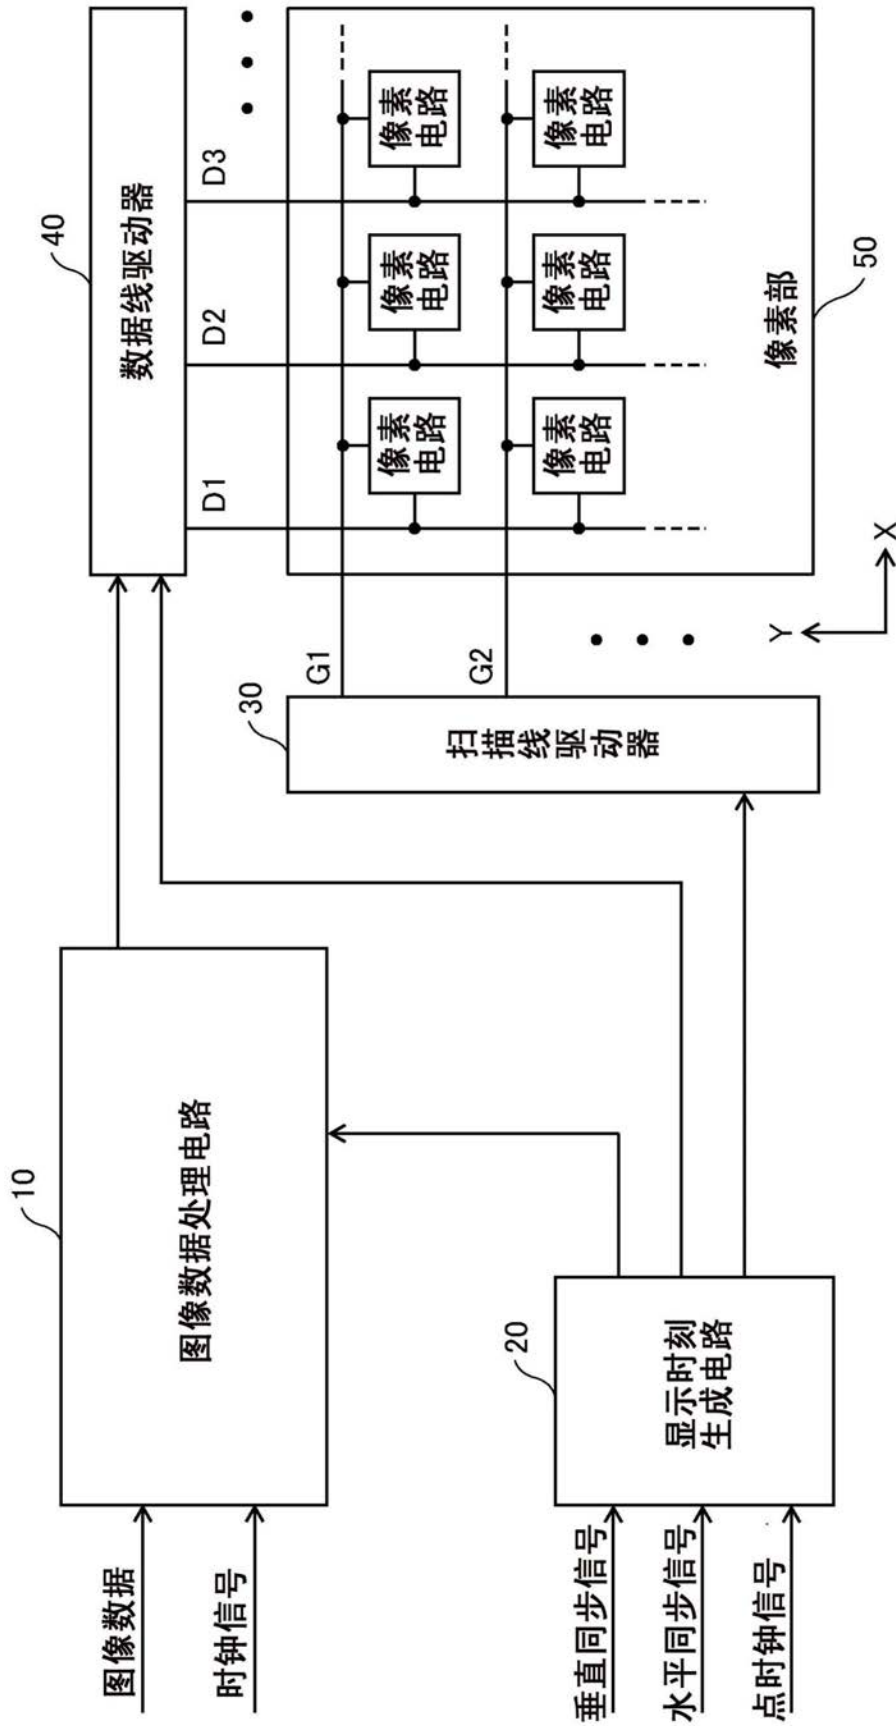 图像数据
时钟信号
10
图像数据处理电路
垂直同步信号
水平同步信号
点时钟信号
20
显示时刻
生成电路
40
数据线驱动器
D1
D2
D3
30
扫描线驱动器
G1
G2
像素
电路
像素
电路
像素
电路
像素
电路
像素
电路
像素
电路
像素部
50
Y
X